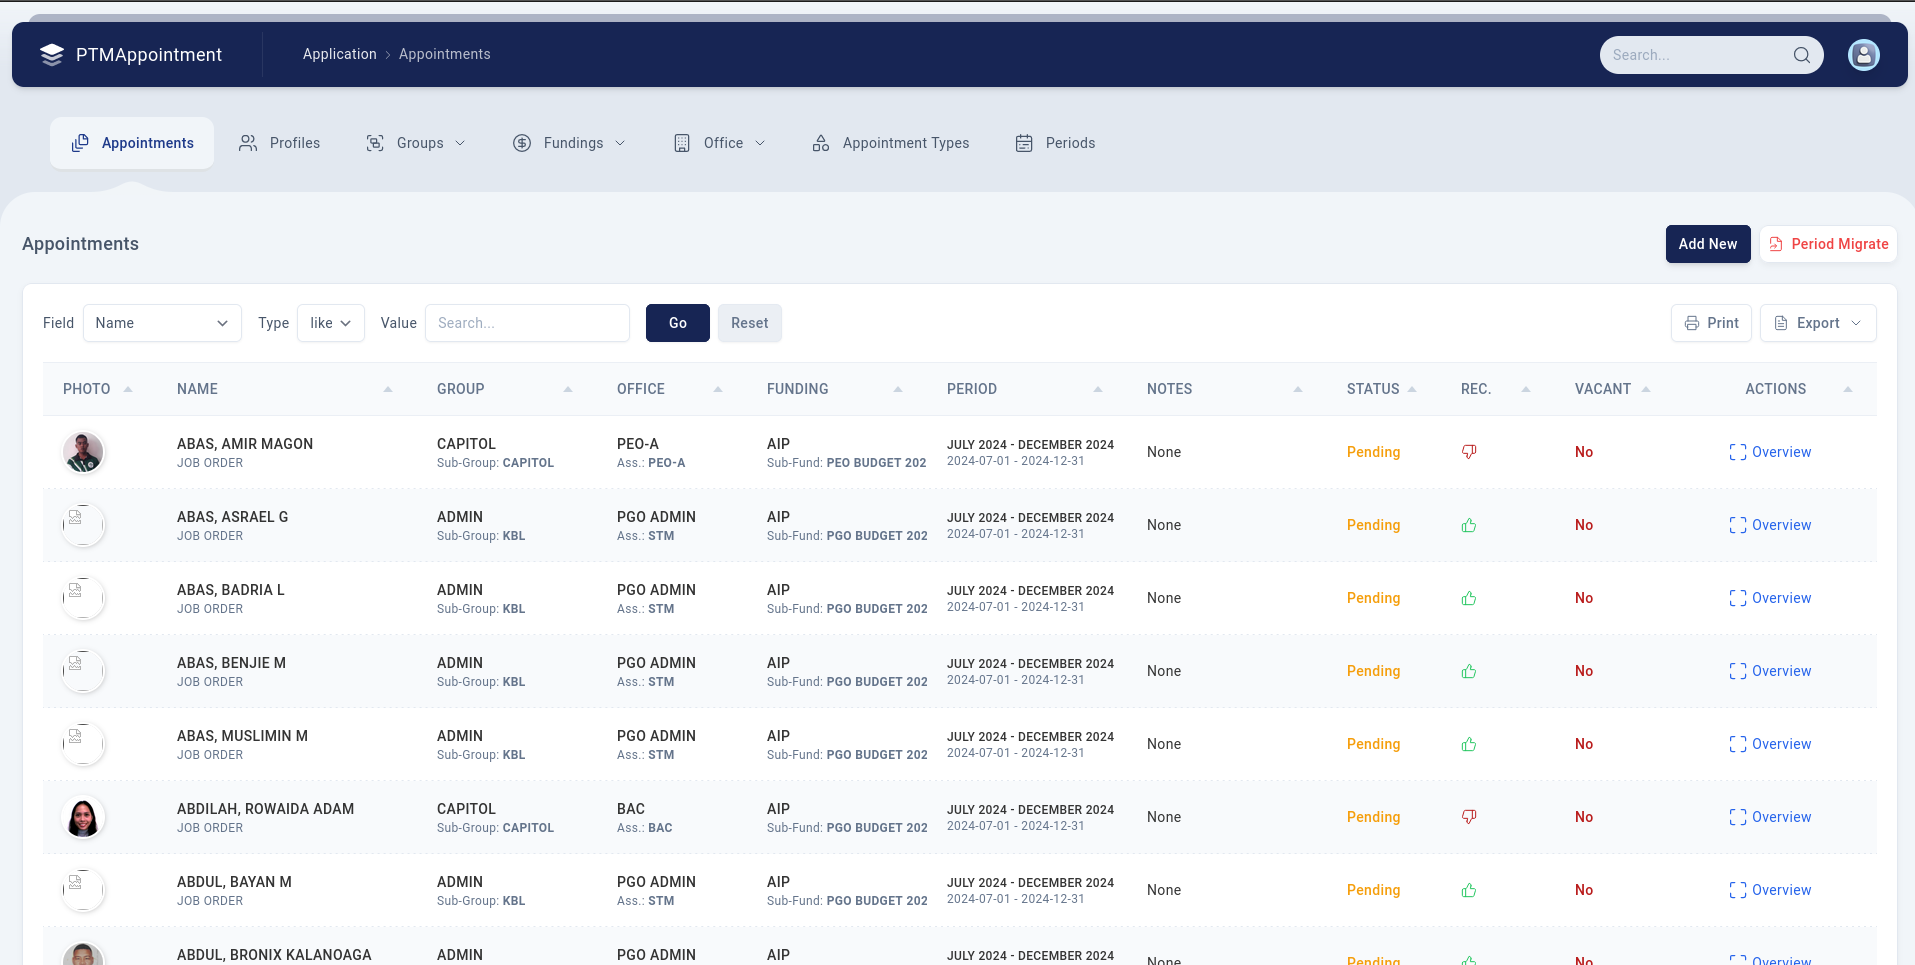 PTMAppointment
Application > Appointments
Search...
Appointments Profiles Groups Fundings Office Appointment Types Periods
Appointments
Add New Period Migrate
Field Name Type like Value Search... Go Reset Print Export
PHOTO NAME GROUP OFFICE FUNDING PERIOD NOTES STATUS REC. VACANT ACTIONS
ABAS, AMIR MAGON CAPITOL PEO-A AIP JULY 2024 - DECEMBER 2024 None Pending No Overview
JOB ORDER Sub-Group: CAPITOL Ass.: PEO-A Sub-Fund: PEO BUDGET 202 2024-07-01 - 2024-12-31
ABAS, ASRAEL G ADMIN PGO ADMIN AIP JULY 2024 - DECEMBER 2024 None Pending No Overview
JOB ORDER Sub-Group: KBL Ass.: STM Sub-Fund: PGO BUDGET 202 2024-07-01 - 2024-12-31
ABAS, BADRIA L ADMIN PGO ADMIN AIP JULY 2024 - DECEMBER 2024 None Pending No Overview
JOB ORDER Sub-Group: KBL Ass.: STM Sub-Fund: PGO BUDGET 202 2024-07-01 - 2024-12-31
ABAS, BENJIE M ADMIN PGO ADMIN AIP JULY 2024 - DECEMBER 2024 None Pending No Overview
JOB ORDER Sub-Group: KBL Ass.: STM Sub-Fund: PGO BUDGET 202 2024-07-01 - 2024-12-31
ABAS, MUSLIMIN M ADMIN PGO ADMIN AIP JULY 2024 - DECEMBER 2024 None Pending No Overview
JOB ORDER Sub-Group: KBL Ass.: STM Sub-Fund: PGO BUDGET 202 2024-07-01 - 2024-12-31
ABDILAH, ROWAIDA ADAM CAPITOL BAC AIP JULY 2024 - DECEMBER 2024 None Pending No Overview
JOB ORDER Sub-Group: CAPITOL Ass.: BAC Sub-Fund: PGO BUDGET 202 2024-07-01 - 2024-12-31
ABDUL, BAYAN M ADMIN PGO ADMIN AIP JULY 2024 - DECEMBER 2024 None Pending No Overview
JOB ORDER Sub-Group: KBL Ass.: STM Sub-Fund: PGO BUDGET 202 2024-07-01 - 2024-12-31
ABDUL, BRONIX KALANOAGA ADMIN PGO ADMIN AIP JULY 2024 - DECEMBER 2024 None Pending No Overview